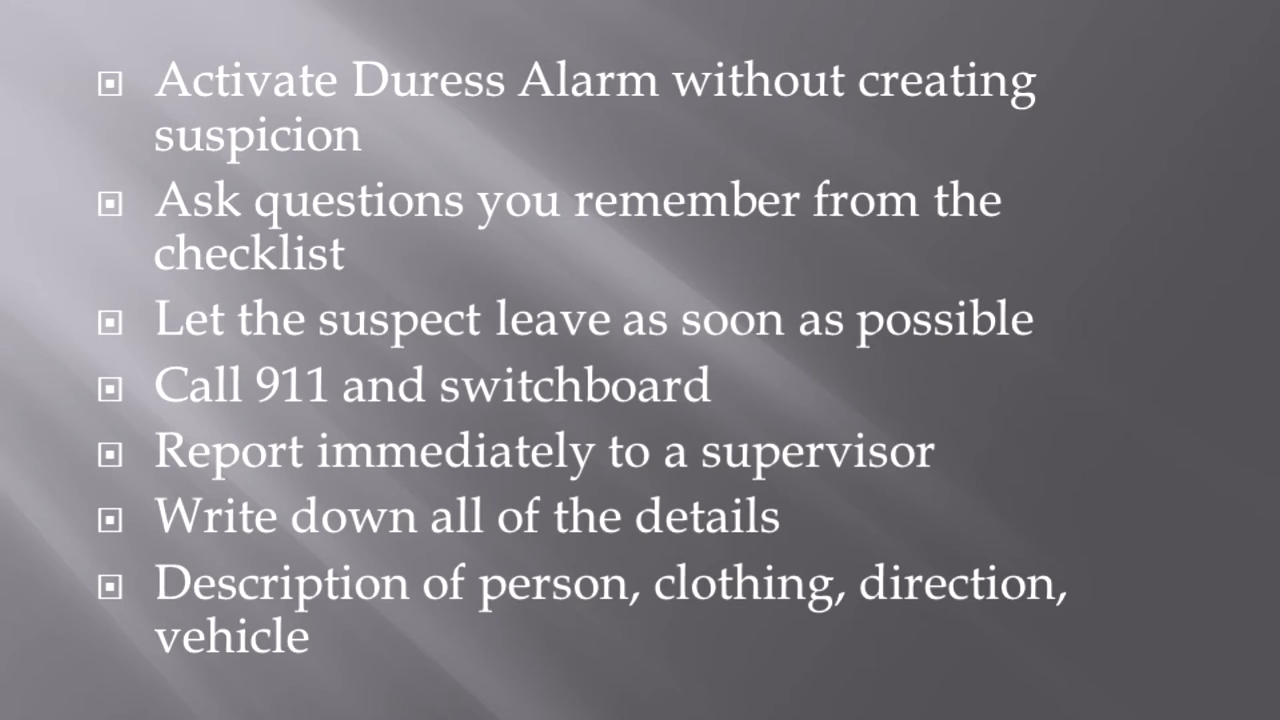 Activate Duress Alarm without creating
suspicion
Ask questions you remember from the
checklist
Let the suspect leave as soon as possible
Call 911 and switchboard
Report immediately to a supervisor
Write down all of the details
Description of person, clothing, direction,
vehicle